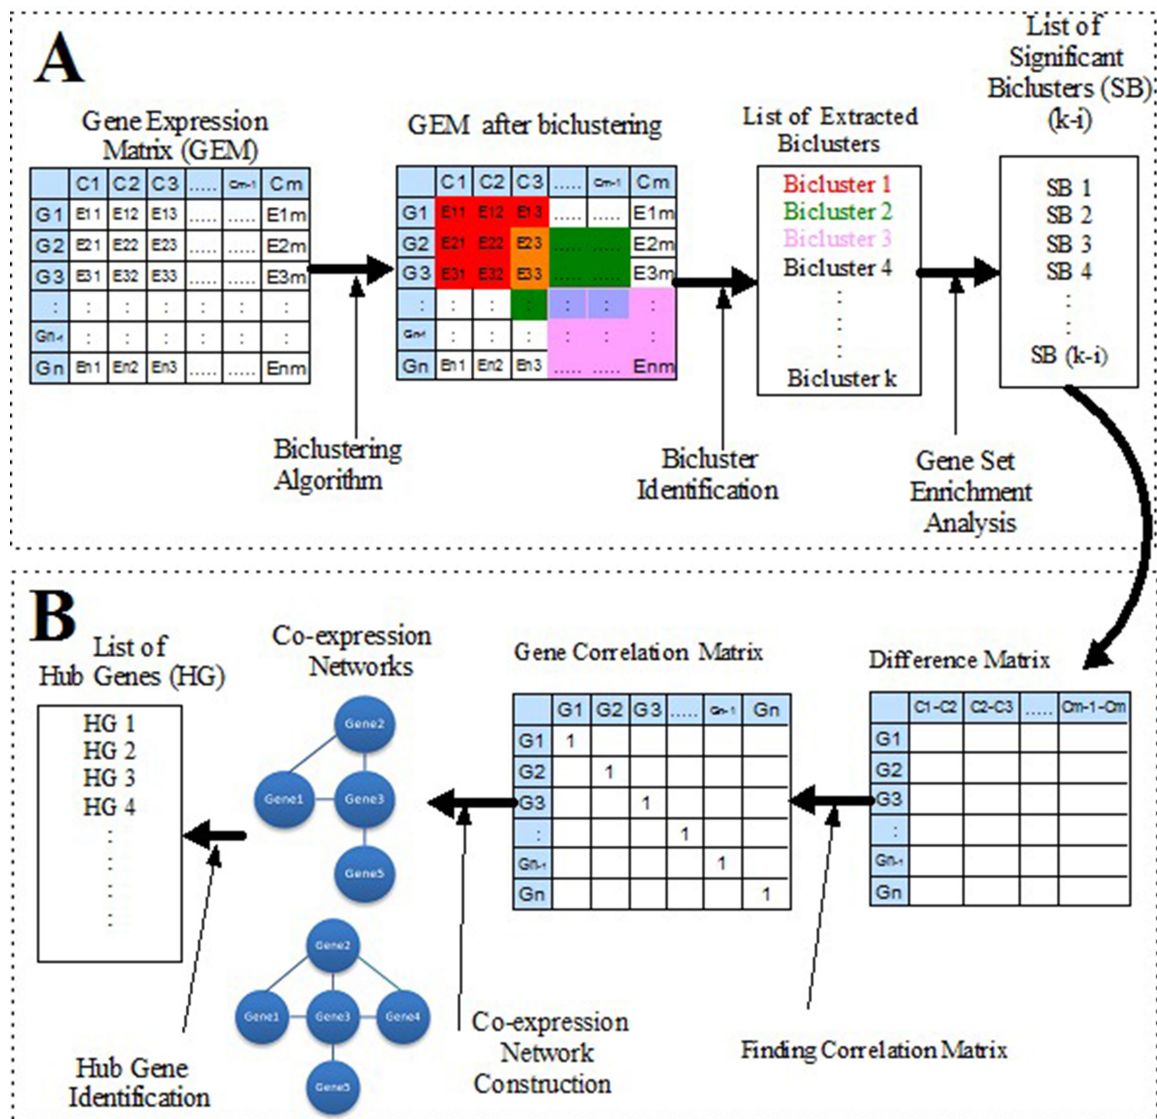 A
Gene Expression
Matrix (GEM)
C1 C2 C3 ..... Cm-1 Cm
G1 E11 E12 E13 ..... ..... E1m
G2 E21 E22 E23 ..... ..... E2m
G3 E31 E32 E33 ..... ..... E3m
: : : : : : :
Gn-1 : : : : : :
Gn En1 En2 En3 ..... ..... Enm
Biclustering
Algorithm
GEM after biclustering
C1 C2 C3 ..... Cm-1 Cm
G1 E11 E12 E13 ..... ..... E1m
G2 E21 E22 E23 ..... ..... E2m
G3 E31 E32 E33 ..... ..... E3m
: : : : : : :
Gn-1 : : : : : :
Gn En1 En2 En3 ..... ..... Enm
Bicluster
Identification
List of Extracted
Biclusters
Bicluster 1
Bicluster 2
Bicluster 3
Bicluster 4
:
:
:
Bicluster k
Gene Set
Enrichment
Analysis
List of
Significant
Biclusters (SB)
(k-i)
SB 1
SB 2
SB 3
SB 4
:
:
SB (k-i)
B
List of
Hub Genes (HG)
HG 1
HG 2
HG 3
HG 4
:
:
:
:
Hub Gene
Identification
Co-expression
Networks
Gene2
Gene1 Gene3
Gene5
Gene2
Gene1 Gene3 Gene4
Gene5
Co-expression
Network
Construction
Gene Correlation Matrix
G1 G2 G3 ..... Gn-1 Gn
G1 1
G2 1
G3 1
: 1
Gn-1 1
Gn 1
Finding Correlation Matrix
Difference Matrix
C1-C2 C2-C3 ..... Cm-1-Cm
G1
G2
G3
:
Gn-1
Gn